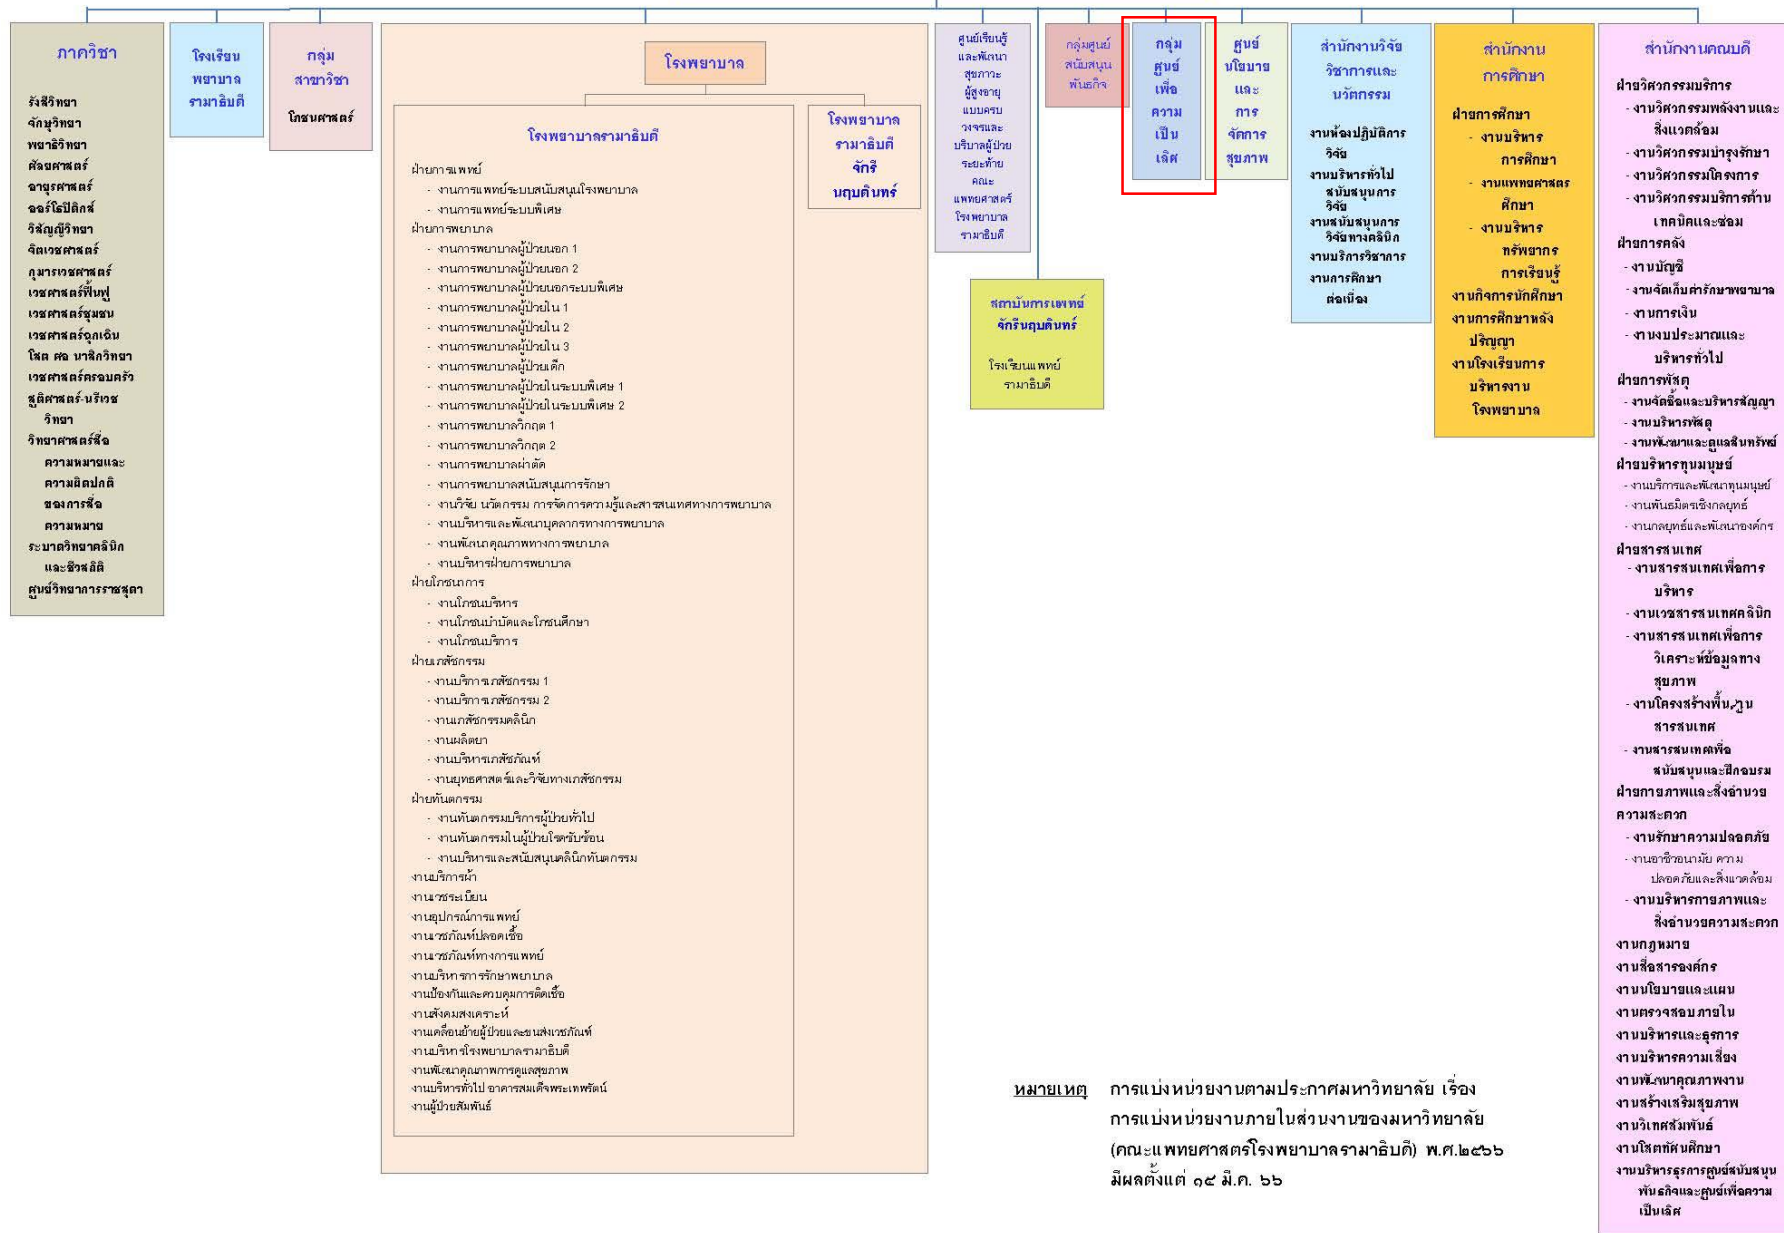 ภาควิชา
รังสีวิทยา
จักษุวิทยา
พยาธิวิทยา
ศัลยศาสตร์
อายุรศาสตร์
ออร์โธปิดิกส์
วิสัญญีวิทยา
จิตเวชศาสตร์
กุมารเวชศาสตร์
เวชศาสตร์ฟื้นฟู
เวชศาสตร์ชุมชน
เวชศาสตร์ฉุกเฉิน
โสต ศอ นาสิกวิทยา
เวชศาสตร์ครอบครัว
สูติศาสตร์-นรีเวช
วิทยา
วิทยาศาสตร์สื่อ
ความหมายและ
ความผิดปกติ
ของการสื่อ
ความหมาย
ระบาดวิทยาคลินิก
และชีวสถิติ
ศูนย์วิทยาการราชสุดา
โรงเรียน
พยาบาล
รามาธิบดี
กลุ่ม
สาขาวิชา
โภชนศาสตร์
โรงพยาบาล
โรงพยาบาลรามาธิบดี
ฝ่ายการแพทย์
- งานการแพทย์ระบบสนับสนุนโรงพยาบาล
- งานการแพทย์ระบบพิเศษ
ฝ่ายการพยาบาล
- งานการพยาบาลผู้ป่วยนอก 1
- งานการพยาบาลผู้ป่วยนอก 2
- งานการพยาบาลผู้ป่วยนอกระบบพิเศษ
- งานการพยาบาลผู้ป่วยใน 1
- งานการพยาบาลผู้ป่วยใน 2
- งานการพยาบาลผู้ป่วยใน 3
- งานการพยาบาลผู้ป่วยเด็ก
- งานการพยาบาลผู้ป่วยในระบบพิเศษ 1
- งานการพยาบาลผู้ป่วยในระบบพิเศษ 2
- งานการพยาบาลวิกฤต 1
- งานการพยาบาลวิกฤต 2
- งานการพยาบาลผ่าตัด
- งานการพยาบาลสนับสนุนการรักษา
- งานวิจัย นวัตกรรม การจัดการความรู้และสารสนเทศทางการพยาบาล
- งานบริหารและพัฒนาบุคลากรทางการพยาบาล
- งานพัฒนาคุณภาพทางการพยาบาล
- งานบริหารฝ่ายการพยาบาล
ฝ่ายโภชนาการ
- งานโภชนบริหาร
- งานโภชนบำบัดและโภชนศึกษา
- งานโภชนบริการ
ฝ่ายเภสัชกรรม
- งานบริการเภสัชกรรม 1
- งานบริการเภสัชกรรม 2
- งานเภสัชกรรมคลินิก
- งานผลิตยา
- งานบริหารเภสัชภัณฑ์
- งานยุทธศาสตร์และวิจัยทางเภสัชกรรม
ฝ่ายทันตกรรม
- งานทันตกรรมบริการผู้ป่วยทั่วไป
- งานทันตกรรมในผู้ป่วยโรคซับซ้อน
- งานบริหารและสนับสนุนคลินิกทันตกรรม
งานบริการผ้า
งานเวชระเบียน
งานอุปกรณ์การแพทย์
งานเวชภัณฑ์ปลอดเชื้อ
งานเวชภัณฑ์ทางการแพทย์
งานบริหารการรักษาพยาบาล
งานป้องกันและควบคุมการติดเชื้อ
งานสังคมสงเคราะห์
งานเคลื่อนย้ายผู้ป่วยและขนส่งเวชภัณฑ์
งานบริหารโรงพยาบาลรามาธิบดี
งานพัฒนาคุณภาพการดูแลสุขภาพ
งานบริหารทั่วไป อาคารสมเด็จพระเทพรัตน์
งานผู้ป่วยสัมพันธ์
โรงพยาบาล
รามาธิบดี
จักรี
นฤบดินทร์
ศูนย์เรียนรู้
และพัฒนา
สุขภาวะ
ผู้สูงอายุ
แบบครบ
วงจรและ
บริบาลผู้ป่วย
ระยะท้าย
คณะ
แพทยศาสตร์
โรงพยาบาล
รามาธิบดี
สถาบันการแพทย์
จักรีนฤบดินทร์
โรงเรียนแพทย์
รามาธิบดี
กลุ่มศูนย์
สนับสนุน
พันธกิจ
กลุ่ม
ศูนย์
เพื่อ
ความ
เป็น
เลิศ
ศูนย์
นโยบาย
และ
การ
จัดการ
สุขภาพ
สำนักงานวิจัย
วิชาการและ
นวัตกรรม
งานห้องปฏิบัติการ
วิจัย
งานบริหารทั่วไป
สนับสนุนการ
วิจัย
งานสนับสนุนการ
วิจัยทางคลินิก
งานบริการวิชาการ
งานการศึกษา
ต่อเนื่อง
สำนักงาน
การศึกษา
ฝ่ายการศึกษา
- งานบริหาร
การศึกษา
- งานแพทยศาสตร
ศึกษา
- งานบริหาร
ทรัพยากร
การเรียนรู้
งานกิจการนักศึกษา
งานการศึกษาหลัง
ปริญญา
งานโรงเรียนการ
บริหารงาน
โรงพยาบาล
สำนักงานคณบดี
ฝ่ายวิศวกรรมบริการ
- งานวิศวกรรมพลังงานและ
สิ่งแวดล้อม
- งานวิศวกรรมบำรุงรักษา
- งานวิศวกรรมโครงการ
- งานวิศวกรรมบริการด้าน
เทคนิคและซ่อม
ฝ่ายการคลัง
- งานบัญชี
- งานจัดเก็บค่ารักษาพยาบาล
- งานการเงิน
- งานงบประมาณและ
บริหารทั่วไป
ฝ่ายการพัสดุ
- งานจัดซื้อและบริหารสัญญา
- งานบริหารพัสดุ
- งานพัฒนาและดูแลสินทรัพย์
ฝ่ายบริหารทุนมนุษย์
- งานบริการและพัฒนาทุนมนุษย์
- งานพันธมิตรเชิงกลยุทธ์
- งานกลยุทธ์และพัฒนาองค์กร
ฝ่ายสารสนเทศ
- งานสารสนเทศเพื่อการ
บริหาร
- งานเวชสารสนเทศคลินิก
- งานสารสนเทศเพื่อการ
วิเคราะห์ข้อมูลทาง
สุขภาพ
- งานโครงสร้างพื้นฐาน
สารสนเทศ
- งานสารสนเทศเพื่อ
สนับสนุนและฝึกอบรม
ฝ่ายกายภาพและสิ่งอำนวย
ความสะดวก
- งานรักษาความปลอดภัย
- งานอาชีวอนามัย ความ
ปลอดภัยและสิ่งแวดล้อม
- งานบริหารกายภาพและ
สิ่งอำนวยความสะดวก
งานกฎหมาย
งานสื่อสารองค์กร
งานนโยบายและแผน
งานตรวจสอบภายใน
งานบริหารและธุรการ
งานบริหารความเสี่ยง
งานพัฒนาคุณภาพงาน
งานสร้างเสริมสุขภาพ
งานวิเทศสัมพันธ์
งานโสตทัศนศึกษา
งานบริหารธุรการศูนย์สนับสนุน
พันธกิจและศูนย์เพื่อความ
เป็นเลิศ
หมายเหตุ การแบ่งหน่วยงานตามประกาศมหาวิทยาลัย เรื่อง
การแบ่งหน่วยงานภายในส่วนงานของมหาวิทยาลัย
(คณะแพทยศาสตร์โรงพยาบาลรามาธิบดี) พ.ศ.๒๕๖๖
มีผลตั้งแต่ ๑๔ มี.ค. ๖๖